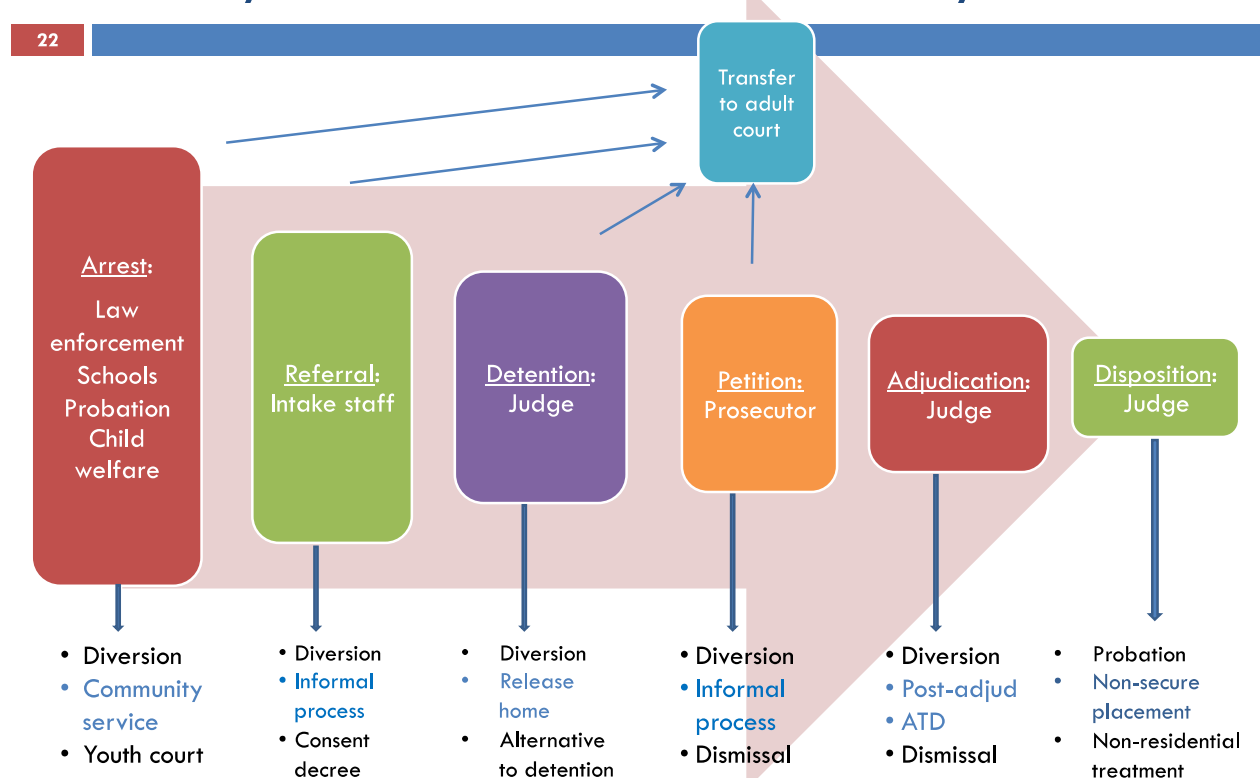 22
Transfer
to adult
court
Arrest:
Law
enforcement
Schools
Probation
Child
welfare
Referral:
Intake staff
Detention:
Judge
Petition:
Prosecutor
Adjudication:
Judge
Disposition:
Judge
• Diversion
• Community
service
• Youth court
• Diversion
• Informal
process
• Consent
decree
• Diversion
• Release
home
• Alternative
to detention
• Diversion
• Informal
process
• Dismissal
• Diversion
• Post-adjud
• ATD
• Dismissal
• Probation
• Non-secure
placement
• Non-residential
treatment